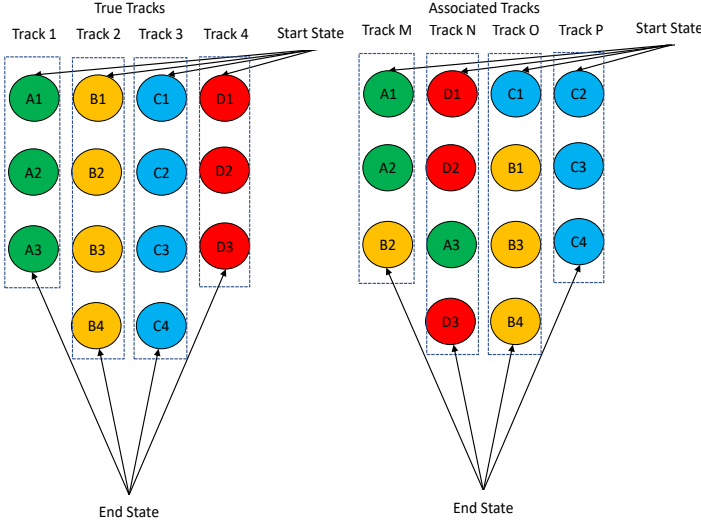 True Tracks
Associated Tracks
Track 1 Track 2 Track 3 Track 4 Start State
Track M Track N Track O Track P Start State
A1 B1 C1 D1
A1 D1 C1 C2
A2 B2 C2 D2
A2 D2 B1 C3
A3 B3 C3 D3
B2 A3 B3 C4
B4 C4
D3 B4
End State
End State